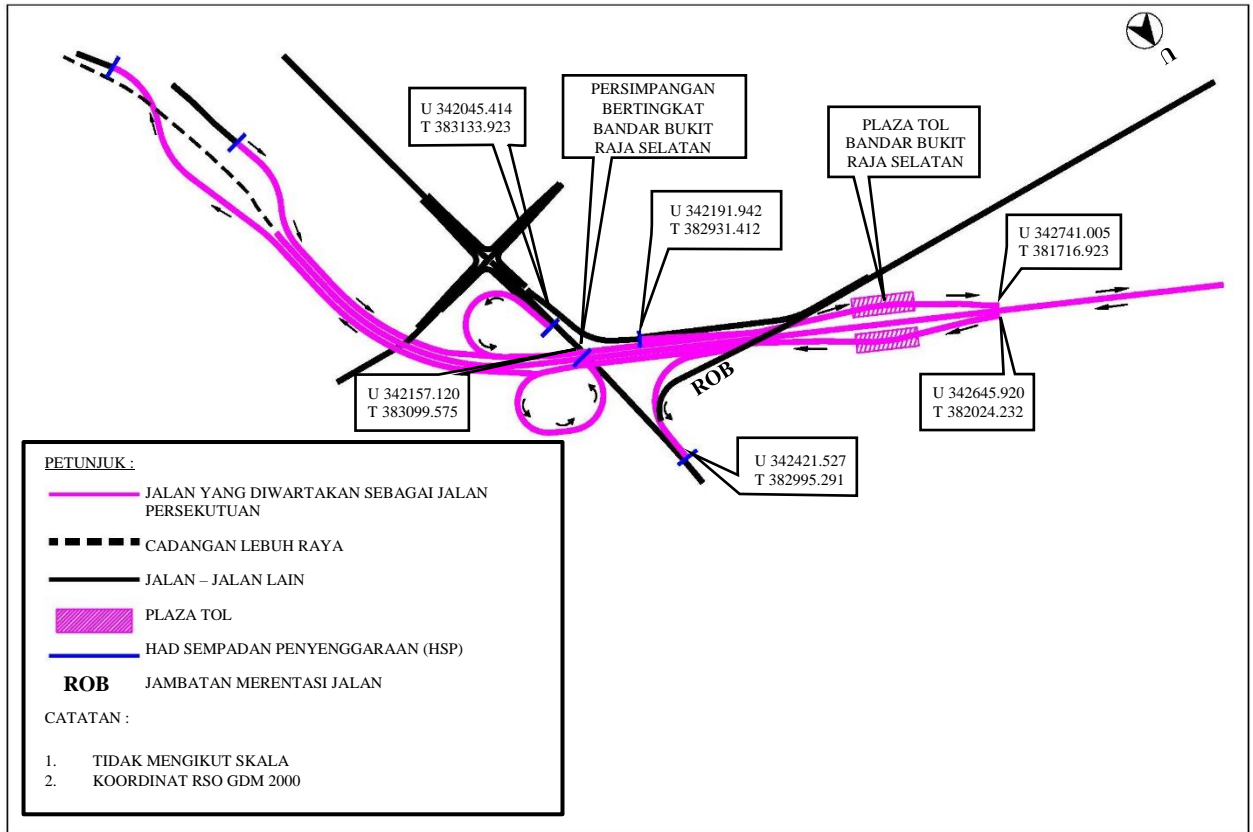 U
U 342045.414
T 383133.923
PERSIMPANGAN
BERTINGKAT
BANDAR BUKIT
RAJA SELATAN
PLAZA TOL
BANDAR BUKIT
RAJA SELATAN
U 342191.942
T 382931.412
U 342741.005
T 381716.923
U 342157.120
T 383099.575
ROB
U 342645.920
T 382024.232
U 342421.527
T 382995.291
PETUNJUK :
JALAN YANG DIWARTAKAN SEBAGAI JALAN
PERSEKUTUAN
CADANGAN LEBUH RAYA
JALAN – JALAN LAIN
PLAZA TOL
HAD SEMPADAN PENYENGGARAAN (HSP)
ROB JAMBATAN MERENTASI JALAN
CATATAN :
1. TIDAK MENGIKUT SKALA
2. KOORDINAT RSO GDM 2000